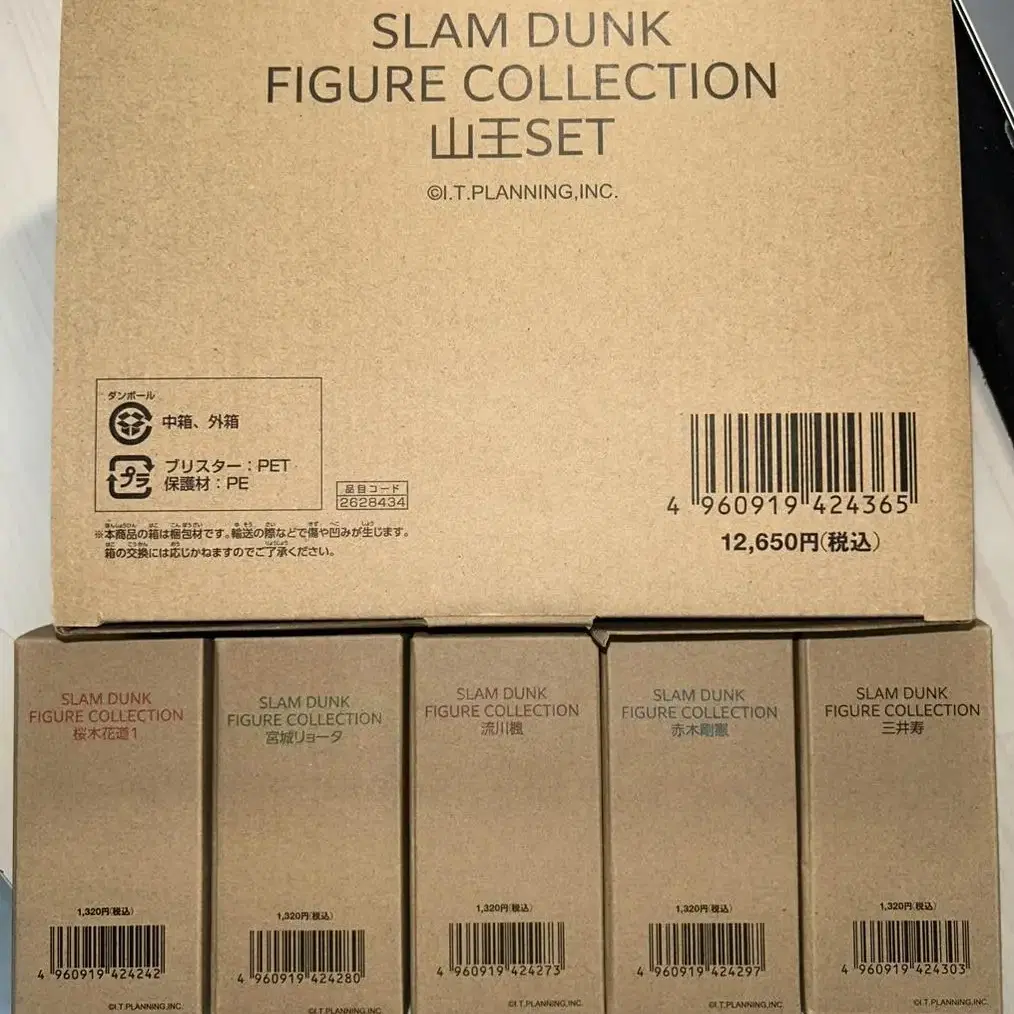 SLAM DUNK
FIGURE COLLECTION
山王SET
©I.T.PLANNING,INC.
ダンボール
中箱、外箱
プラ
ブリスター:PET
保護材:PE
品目コード
2628434
※本商品の箱は梱包材です。輸送の際などで傷や凹みが生じます。
箱の交換には応じかねますのでご了承ください。
4 960919 424365
12,650円(税込)
SLAM DUNK
FIGURE COLLECTION
桜木花道1
1,320円(税込)
4 960919 424242
©I.T.PLANNING,INC.
SLAM DUNK
FIGURE COLLECTION
宮城リョータ
1,320円(税込)
4 960919 424280
©I.T.PLANNING,INC.
SLAM DUNK
FIGURE COLLECTION
流川楓
1,320円(税込)
4 960919 424273
©I.T.PLANNING,INC.
SLAM DUNK
FIGURE COLLECTION
赤木剛憲
1,320円(税込)
4 960919 424297
©I.T.PLANNING,INC.
SLAM DUNK
FIGURE COLLECTION
三井寿
1,320円(税込)
4 960919 424303
©I.T.PLANNING,INC.